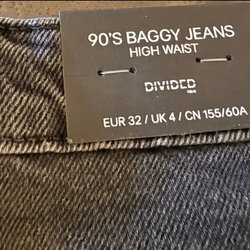 90'S BAGGY JEANS
HIGH WAIST
DIVIDED
EUR 32 / UK 4 / CN 155/60A